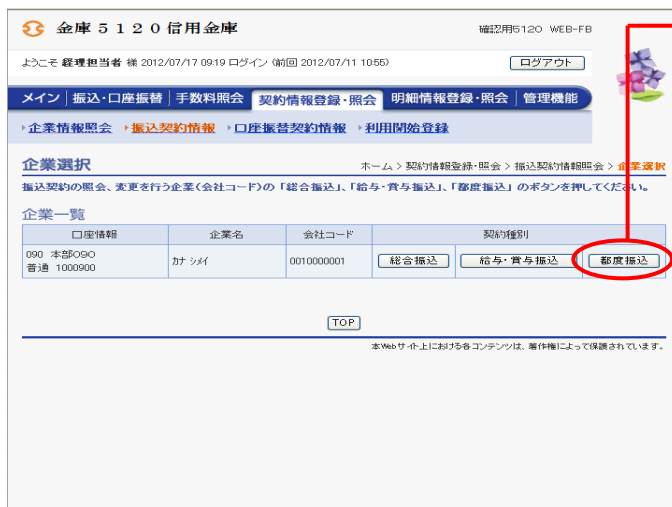 金庫５１２０信用金庫
確認用5120 WEB-FB
ようこそ 経理担当者 様 2012/07/17 09:19 ログイン (前回 2012/07/11 10:55)
ログアウト
メイン 振込・口座振替 手数料照会 契約情報登録・照会 明細情報登録・照会 管理機能
企業情報照会 振込契約情報 口座振替契約情報 利用開始登録
企業選択
ホーム > 契約情報登録・照会 > 振込契約情報照会 > 企業選択
振込契約の照会、変更を行う企業(会社コード)の「総合振込」、「給与・賞与振込」、「都度振込」のボタンを押してください。
企業一覧
口座情報 企業名 会社コード 契約種別
090 本部090
普通 1000900
カナ シメイ 0010000001 総合振込 給与・賞与振込 都度振込
TOP
本Webサイト上における各コンテンツは、著作権によって保護されています。